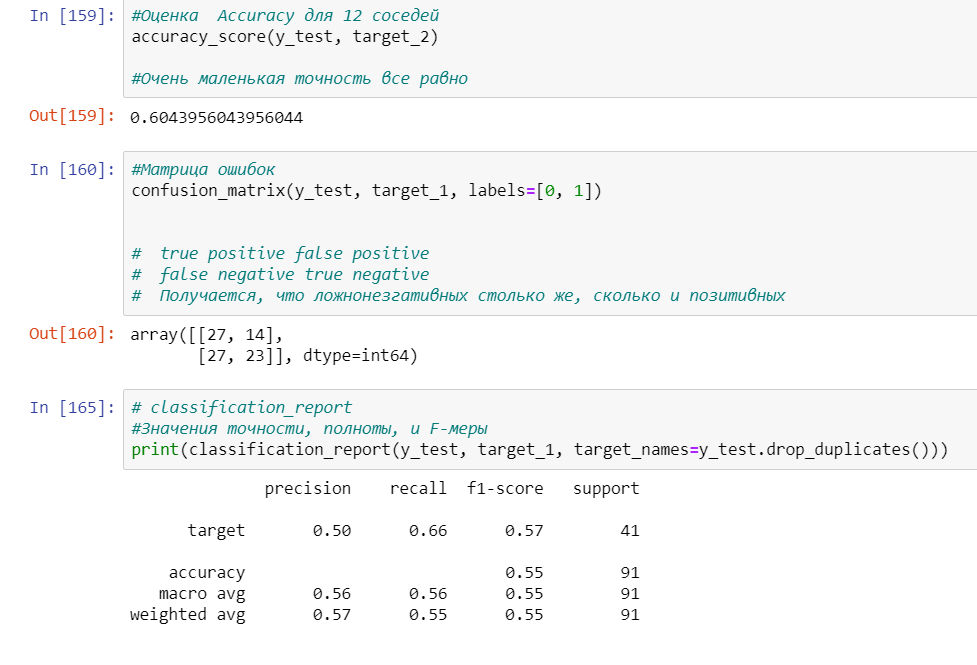 In [159]: #Оценка  Accuracy для 12 соседей
accuracy_score(y_test, target_2)
#Очень маленькая точность все равно
Out[159]: 0.6043956043956044
In [160]: #Матрица ошибок
confusion_matrix(y_test, target_1, labels=[0, 1])
#  true positive false positive
#  false negative true negative
#  Получается, что ложнонезгативных столько же, сколько и позитивных
Out[160]: array([[27, 14],
       [27, 23]], dtype=int64)
In [165]: # classification_report
#Значения точности, полноты, и F-меры
print(classification_report(y_test, target_1, target_names=y_test.drop_duplicates()))
precision    recall  f1-score   support
target       0.50      0.66      0.57        41
accuracy                           0.55        91
macro avg       0.56      0.56      0.55        91
weighted avg       0.57      0.55      0.55        91